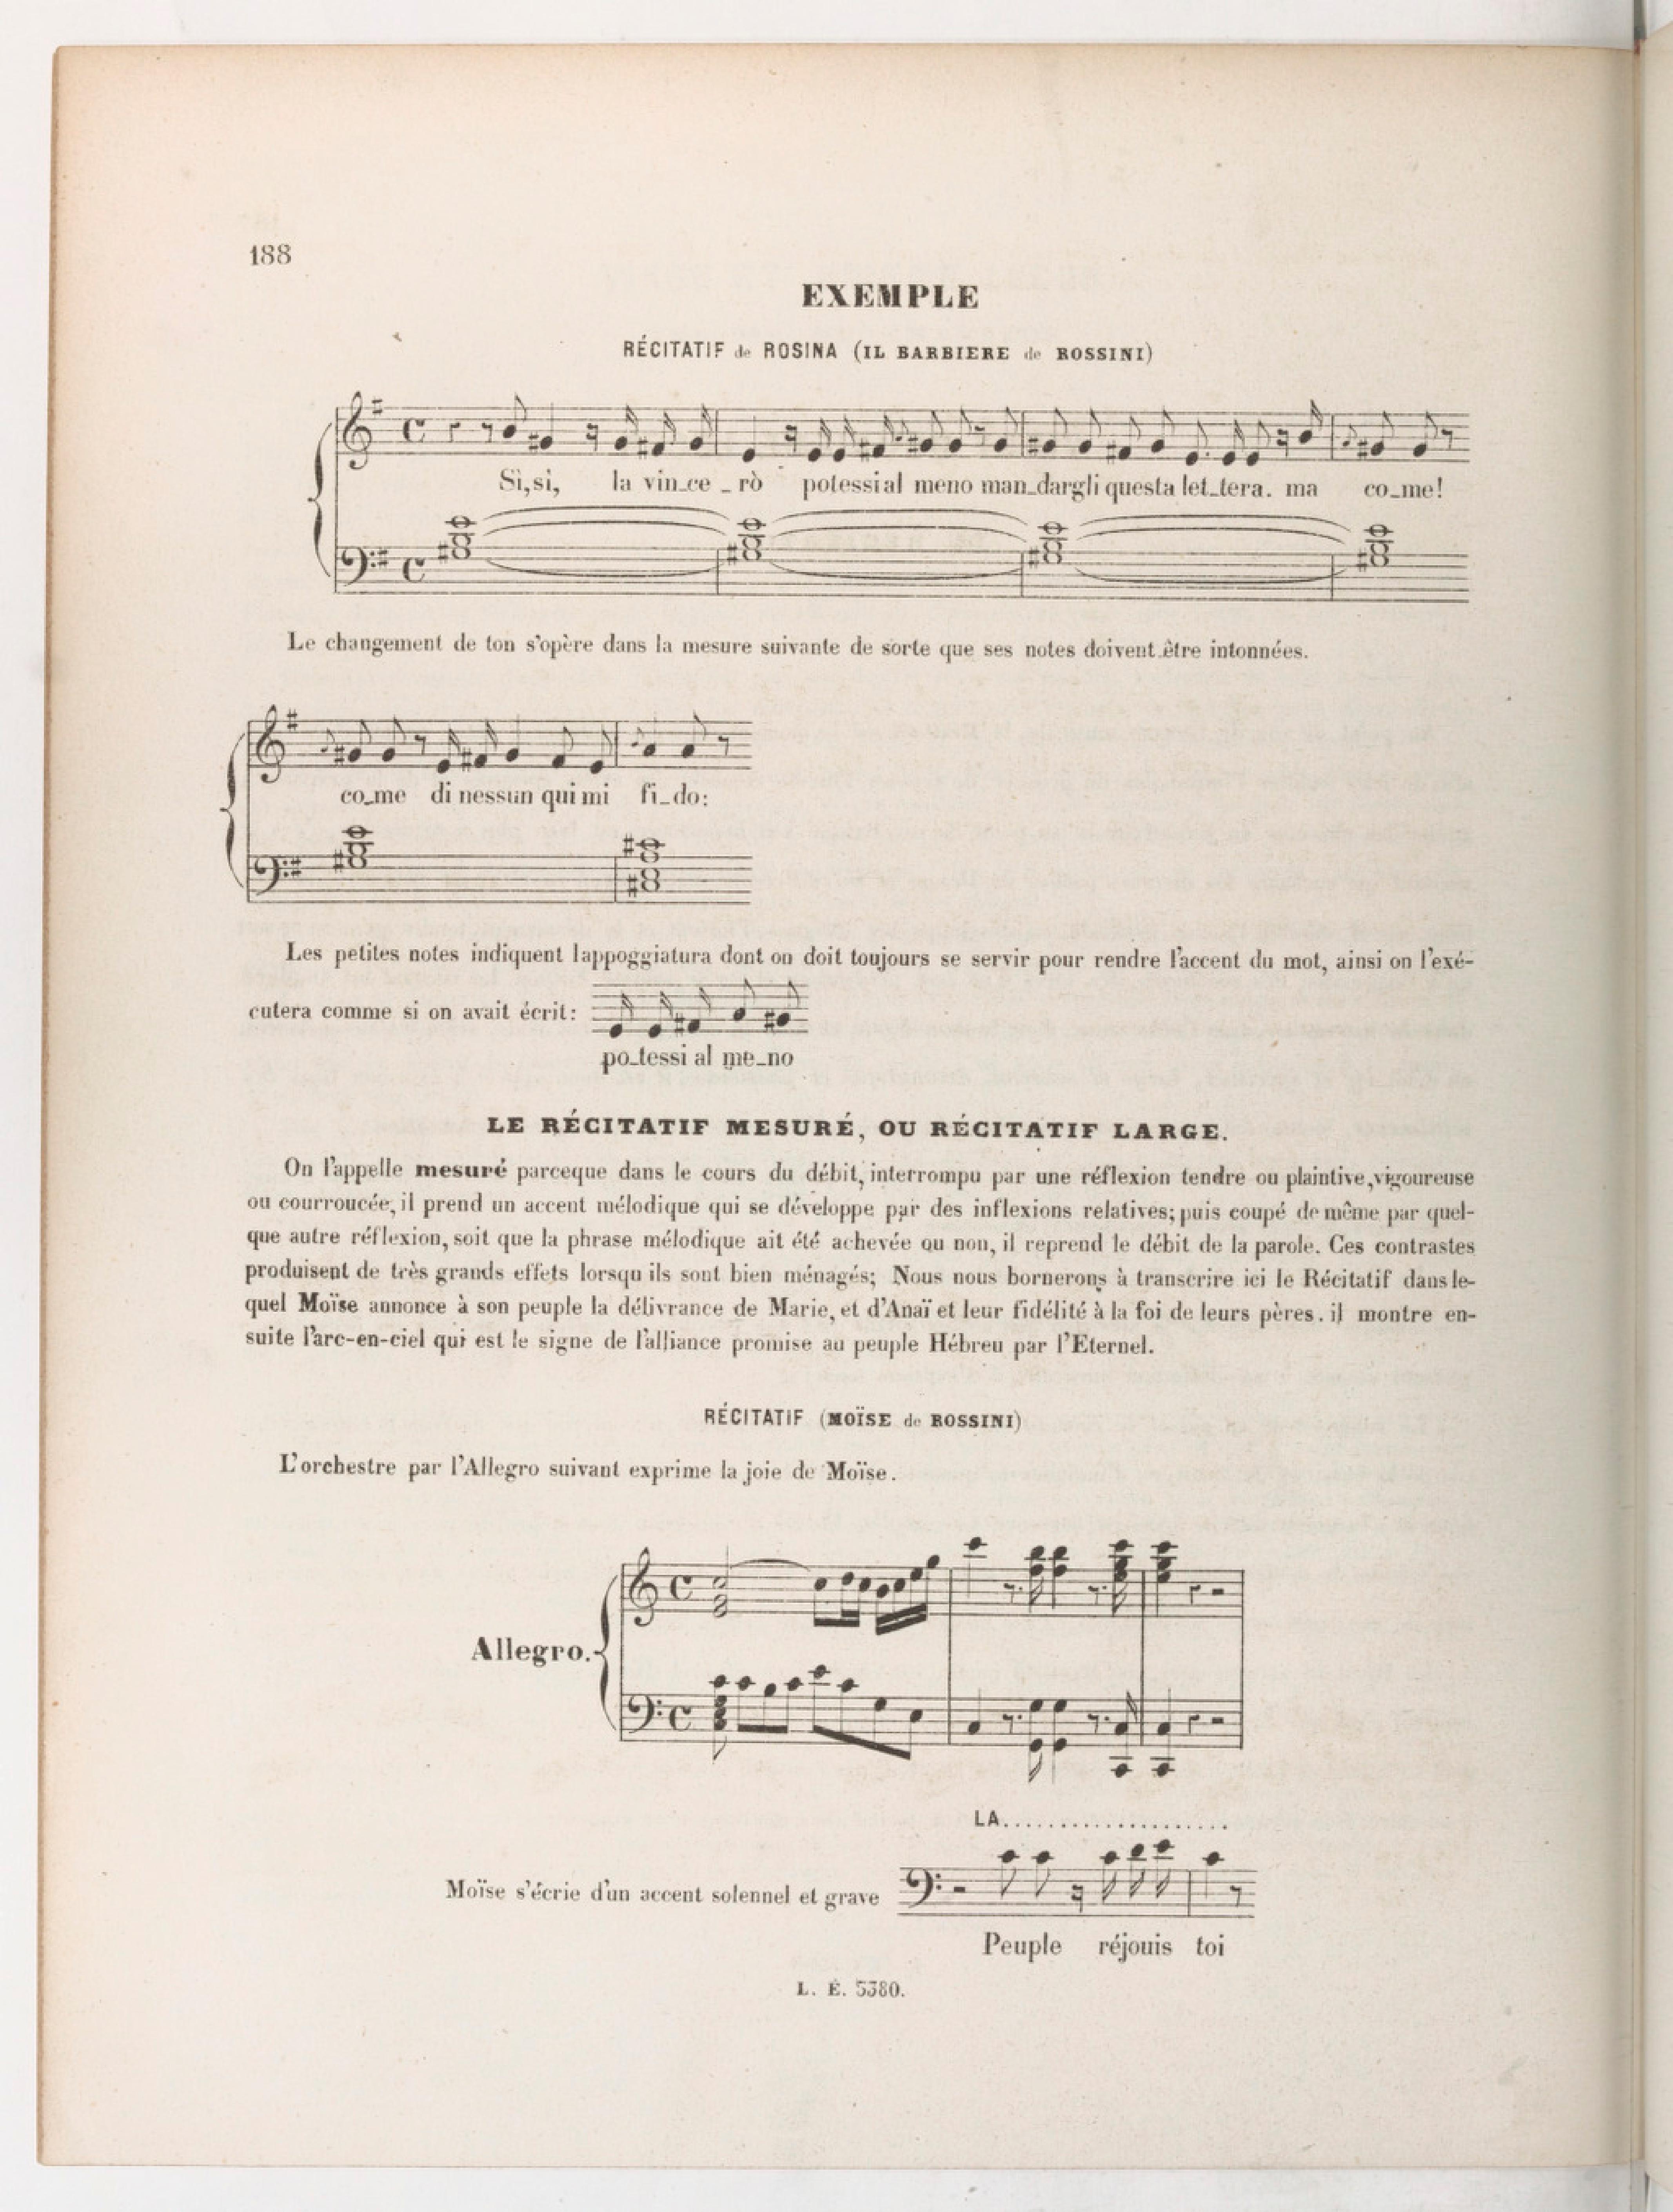 188
EXEMPLE
RÉCITATIF de ROSINA (IL BARBIERE de ROSSINI)
Si, sì, la vin_ce _ rò potessi al meno man_dargli questa let_tera. ma co_me!
Le changement de ton s'opère dans la mesure suivante de sorte que ses notes doivent être intonnées.
co_me di nessun qui mi fi_do:
Les petites notes indiquent lappoggiatura dont on doit toujours se servir pour rendre l'accent du mot, ainsi on l'exé-
cutera comme si on avait écrit:
po_tessi al me_no
LE RÉCITATIF MESURÉ, OU RÉCITATIF LARGE.
On l'appelle mesuré parceque dans le cours du débit, interrompu par une réflexion tendre ou plaintive, vigoureuse
ou courroucée, il prend un accent mélodique qui se développe par des inflexions relatives; puis coupé de même par quel-
que autre réflexion, soit que la phrase mélodique ait été achevée ou non, il reprend le débit de la parole. Ces contrastes
produisent de très grands effets lorsqu ils sont bien ménagés; Nous nous bornerons à transcrire ici le Récitatif dans le-
quel Moïse annonce à son peuple la délivrance de Marie, et d'Anaï et leur fidélité à la foi de leurs pères. il montre en-
suite l'arc-en-ciel qui est le signe de l'alliance promise au peuple Hébreu par l'Eternel.
RÉCITATIF (MOÏSE de ROSSINI)
L'orchestre par l'Allegro suivant exprime la joie de Moïse.
Allegro.
LA....................
Moïse s'écrie d'un accent solennel et grave
Peuple réjouis toi
L. É. 5380.